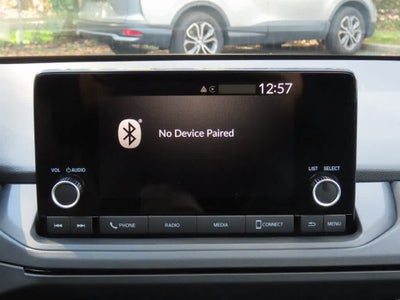 12:57
No Device Paired
VOL AUDIO
LIST SELECT
PHONE RADIO MEDIA CONNECT MENU